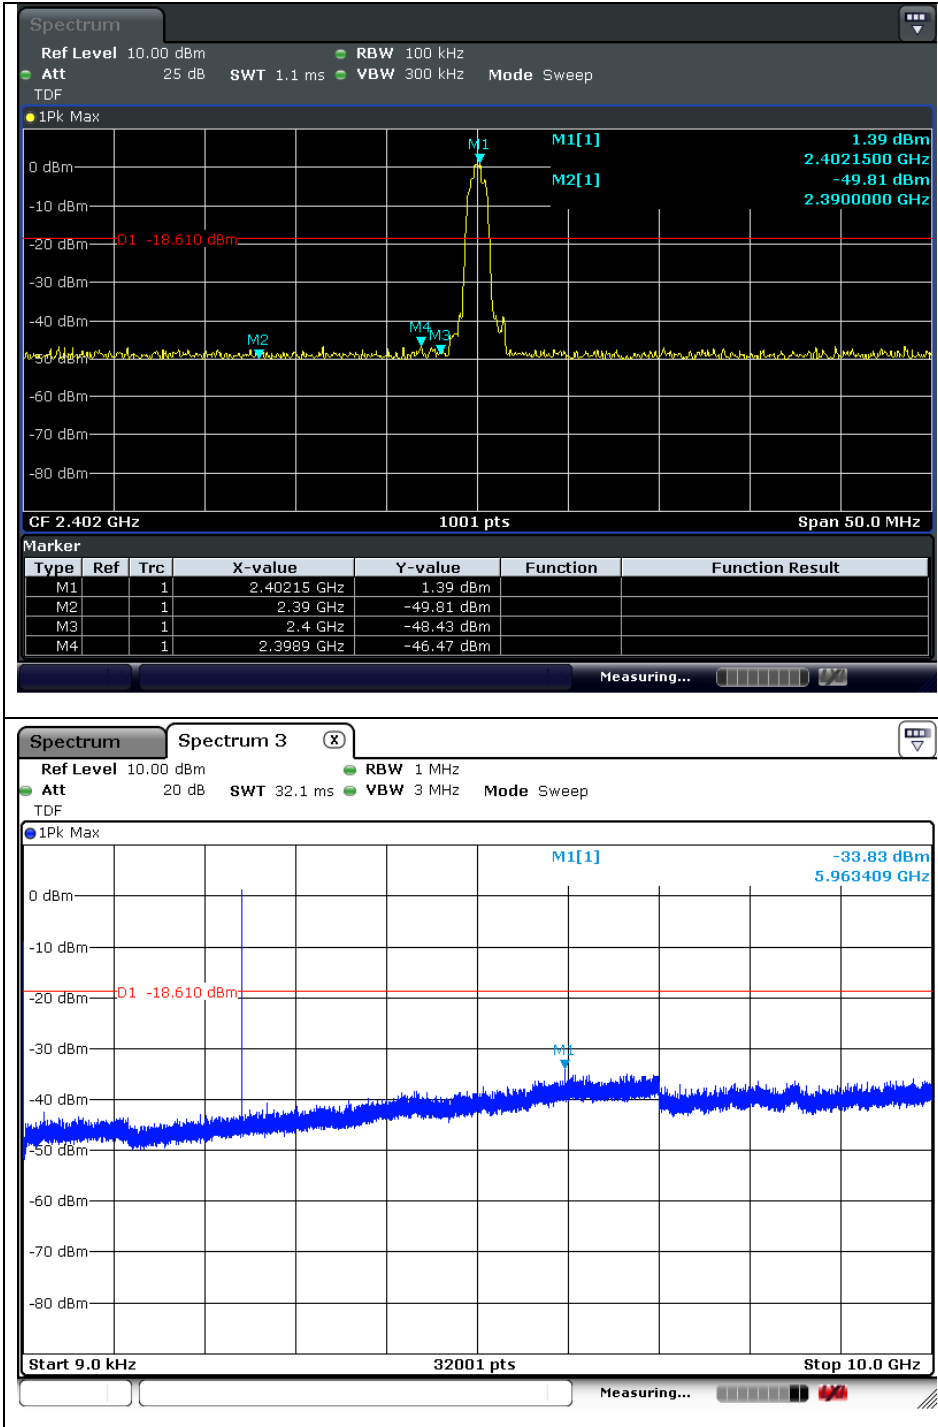 Spectrum
Ref Level 10.00 dBm RBW 100 kHz
Att 25 dB SWT 1.1 ms VBW 300 kHz Mode Sweep
TDF
1Pk Max
M1[1] 1.39 dBm
2.4021500 GHz
M2[1] -49.81 dBm
2.3900000 GHz
M1
0 dBm
-10 dBm
-20 dBm D1 -18.610 dBm
-30 dBm
-40 dBm
M4 M3
M2
-50 dBm
-60 dBm
-70 dBm
-80 dBm
CF 2.402 GHz 1001 pts Span 50.0 MHz
Marker
Type Ref Trc X-value Y-value Function Function Result
M1 1 2.40215 GHz 1.39 dBm
M2 1 2.39 GHz -49.81 dBm
M3 1 2.4 GHz -48.43 dBm
M4 1 2.3989 GHz -46.47 dBm
Measuring...
Spectrum Spectrum 3 X
Ref Level 10.00 dBm RBW 1 MHz
Att 20 dB SWT 32.1 ms VBW 3 MHz Mode Sweep
TDF
1Pk Max
M1[1] -33.83 dBm
5.963409 GHz
0 dBm
-10 dBm
-20 dBm D1 -18.610 dBm
-30 dBm
M1
-40 dBm
-50 dBm
-60 dBm
-70 dBm
-80 dBm
Start 9.0 kHz 32001 pts Stop 10.0 GHz
Measuring...